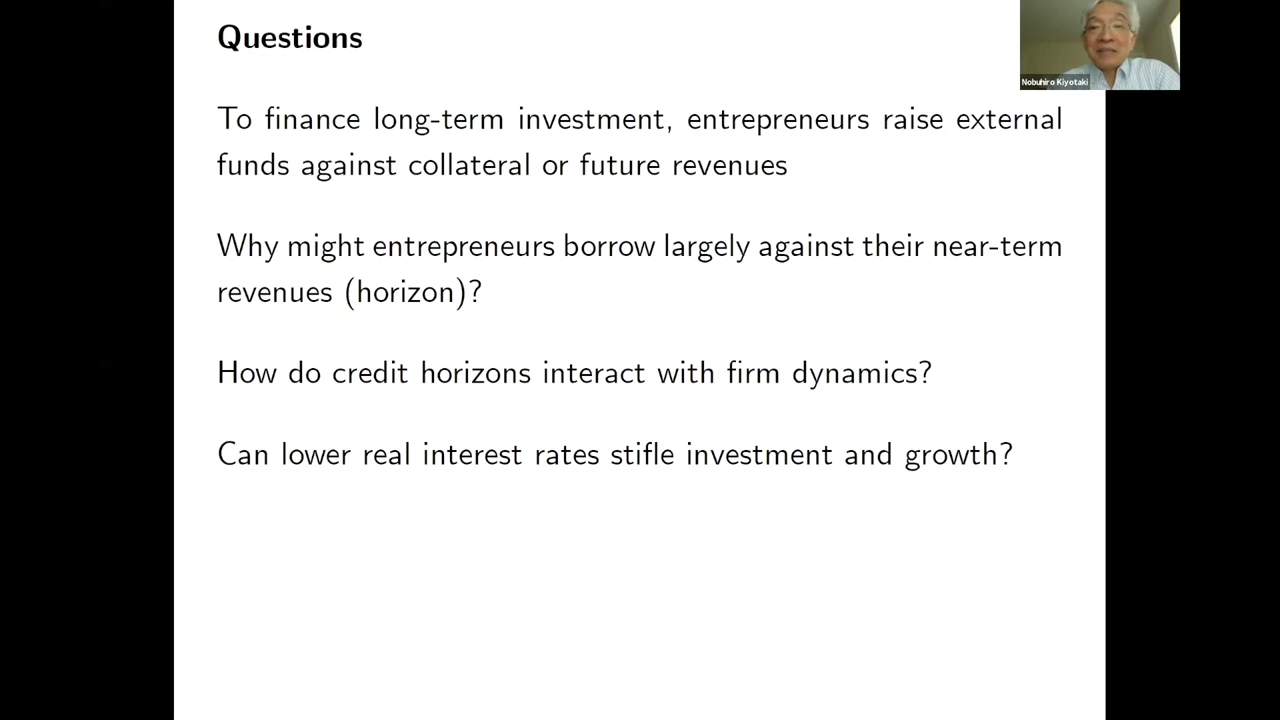 Questions
Nobuhiro Kiyotaki
To finance long-term investment, entrepreneurs raise external
funds against collateral or future revenues
Why might entrepreneurs borrow largely against their near-term
revenues (horizon)?
How do credit horizons interact with firm dynamics?
Can lower real interest rates stifle investment and growth?